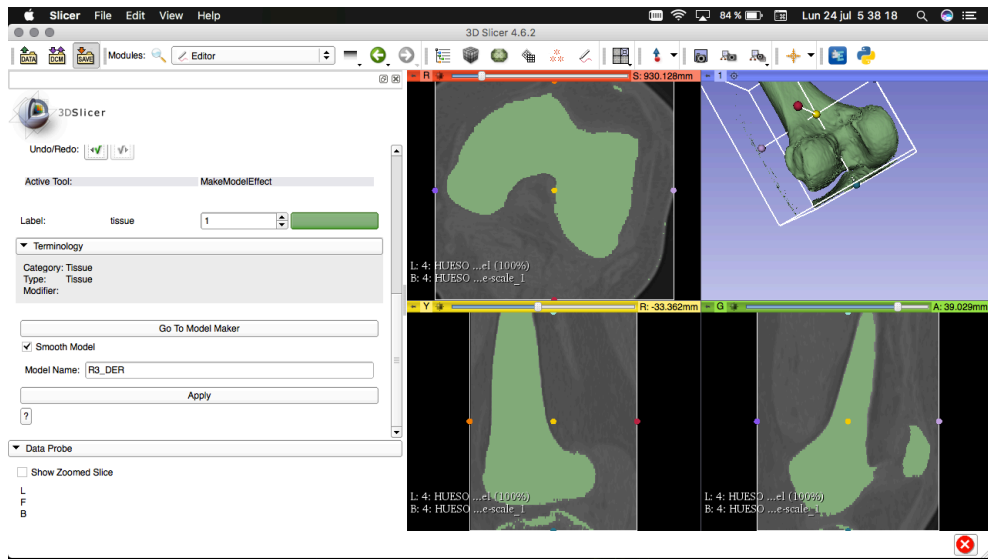 Slicer File Edit View Help 84 % Lun 24 jul 5 38 18
3D Slicer 4.6.2
DATA DCM SAVE Modules: Editor
R S: 930.128mm 1
3DSlicer
Undo/Redo:
Active Tool: MakeModelEffect
Label: tissue 1
Terminology
Category: Tissue
Type: Tissue
Modifier:
Go To Model Maker
Smooth Model
Model Name: R3_DER
Apply
?
Data Probe
Show Zoomed Slice
L
F
B
L: 4: HUESO ...el (100%)
B: 4: HUESO ...e-scale_1
Y R: -33.362mm G A: 39.029mm
L: 4: HUESO ...el (100%)
B: 4: HUESO ...e-scale_1
L: 4: HUESO ...el (100%)
B: 4: HUESO ...e-scale_1